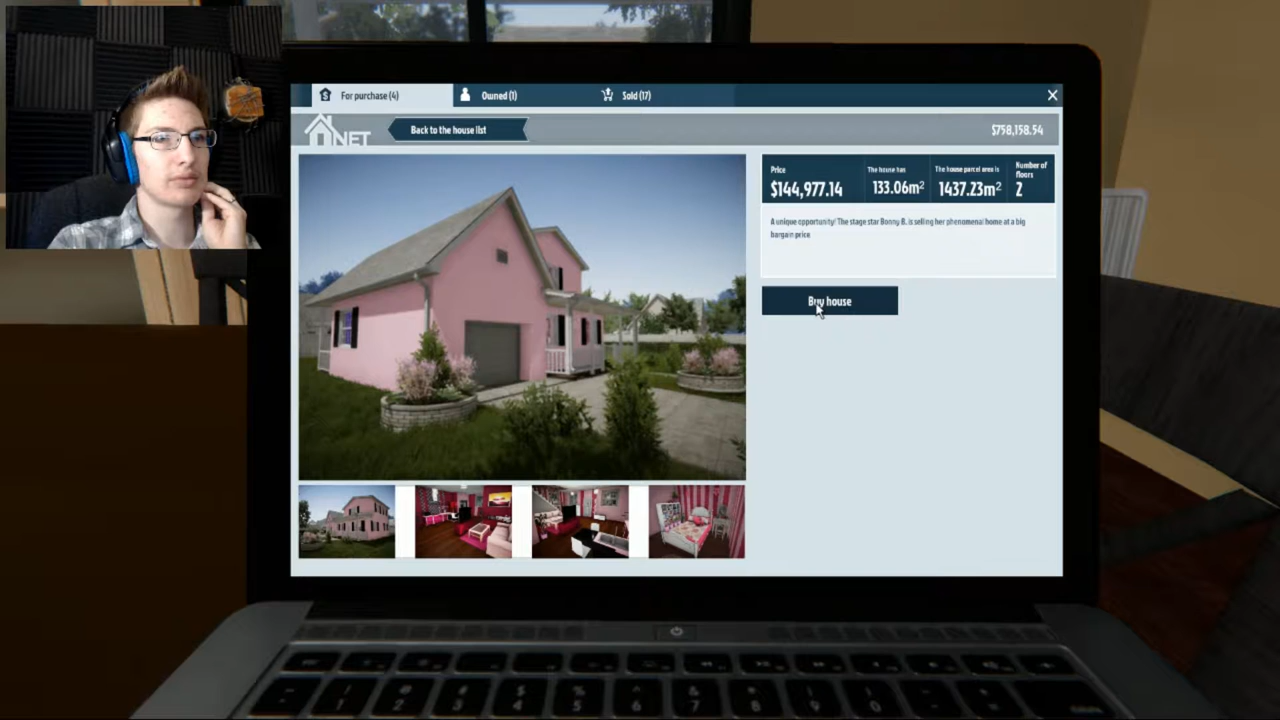 For purchase (4)
Owned (1)
Sold (17)
NET
Back to the house list
$758,158.54
Price
$144,977.14
The house has
133.06m²
The house parcel area is
1437.23m²
Number of
floors
2
A unique opportunity! The stage star Bonny B. is selling her phenomenal home at a big
bargain price
Buy house